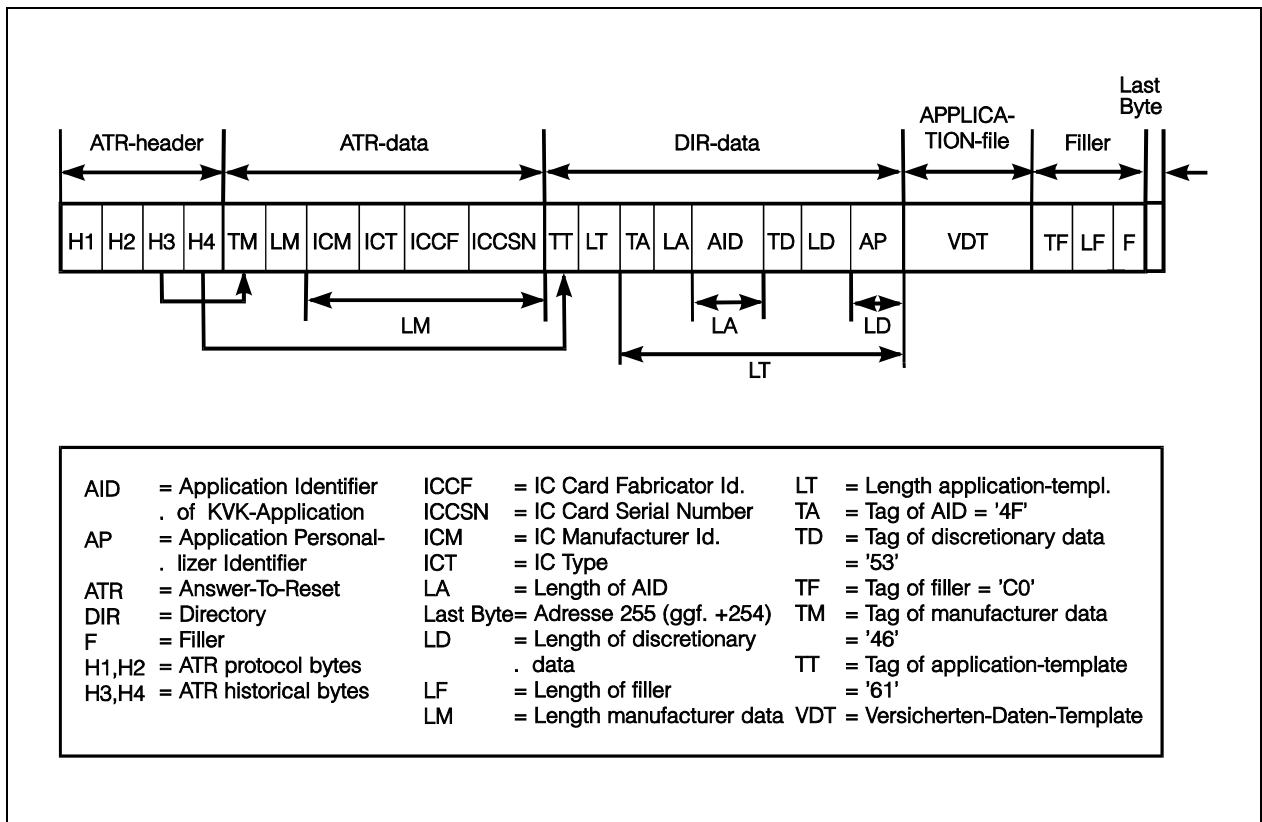 Last
Byte
ATR-header ATR-data DIR-data APPLICA-
TION-file Filler
H1 H2 H3 H4 TM LM ICM ICT ICCF ICCSN TT LT TA LA AID TD LD AP VDT TF LF F
LM LA LD
LT
AID = Application Identifier
. of KVK-Application
AP = Application Personal-
. lizer Identifier
ATR = Answer-To-Reset
DIR = Directory
F = Filler
H1,H2 = ATR protocol bytes
H3,H4 = ATR historical bytes
ICCF = IC Card Fabricator Id.
ICCSN = IC Card Serial Number
ICM = IC Manufacturer Id.
ICT = IC Type
LA = Length of AID
Last Byte= Adresse 255 (ggf. +254)
LD = Length of discretionary
. data
LF = Length of filler
LM = Length manufacturer data
LT = Length application-templ.
TA = Tag of AID = '4F'
TD = Tag of discretionary data
= '53'
TF = Tag of filler = 'C0'
TM = Tag of manufacturer data
= '46'
TT = Tag of application-template
= '61'
VDT = Versicherten-Daten-Template